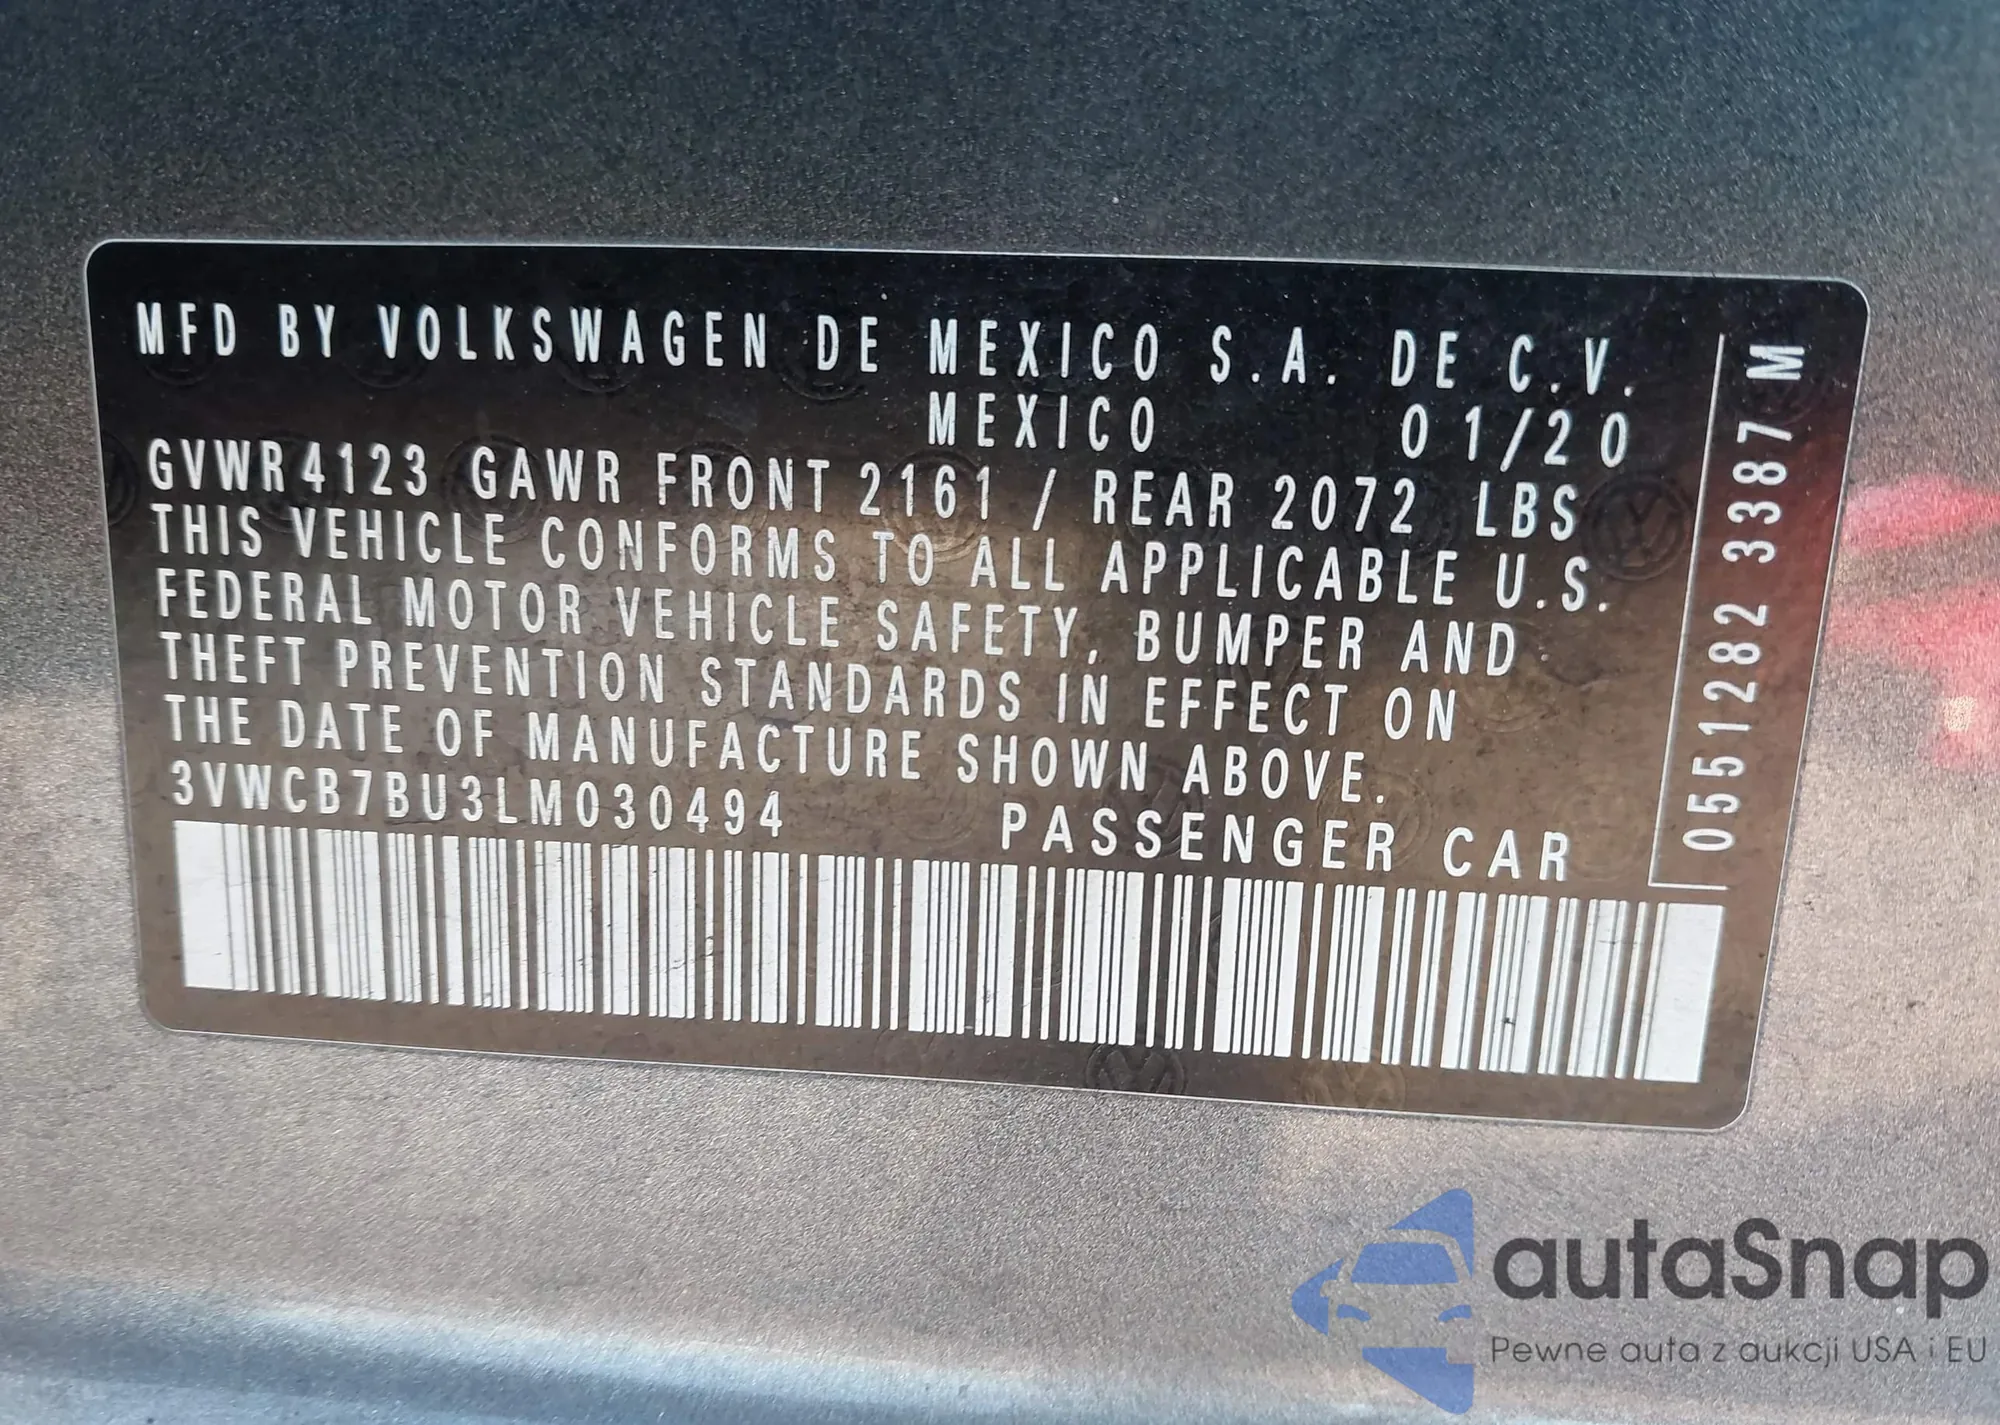 MFD BY VOLKSWAGEN DE MEXICO S.A. DE C.V.
MEXICO 01/20
GVWR4123 GAWR FRONT 2161 / REAR 2072 LBS
THIS VEHICLE CONFORMS TO ALL APPLICABLE U.S.
FEDERAL MOTOR VEHICLE SAFETY, BUMPER AND
THEFT PREVENTION STANDARDS IN EFFECT ON
THE DATE OF MANUFACTURE SHOWN ABOVE.
3VWCB7BU3LM030494 PASSENGER CAR
0551282 3387 M
autaSnap
Pewne auta z aukcji USA i EU